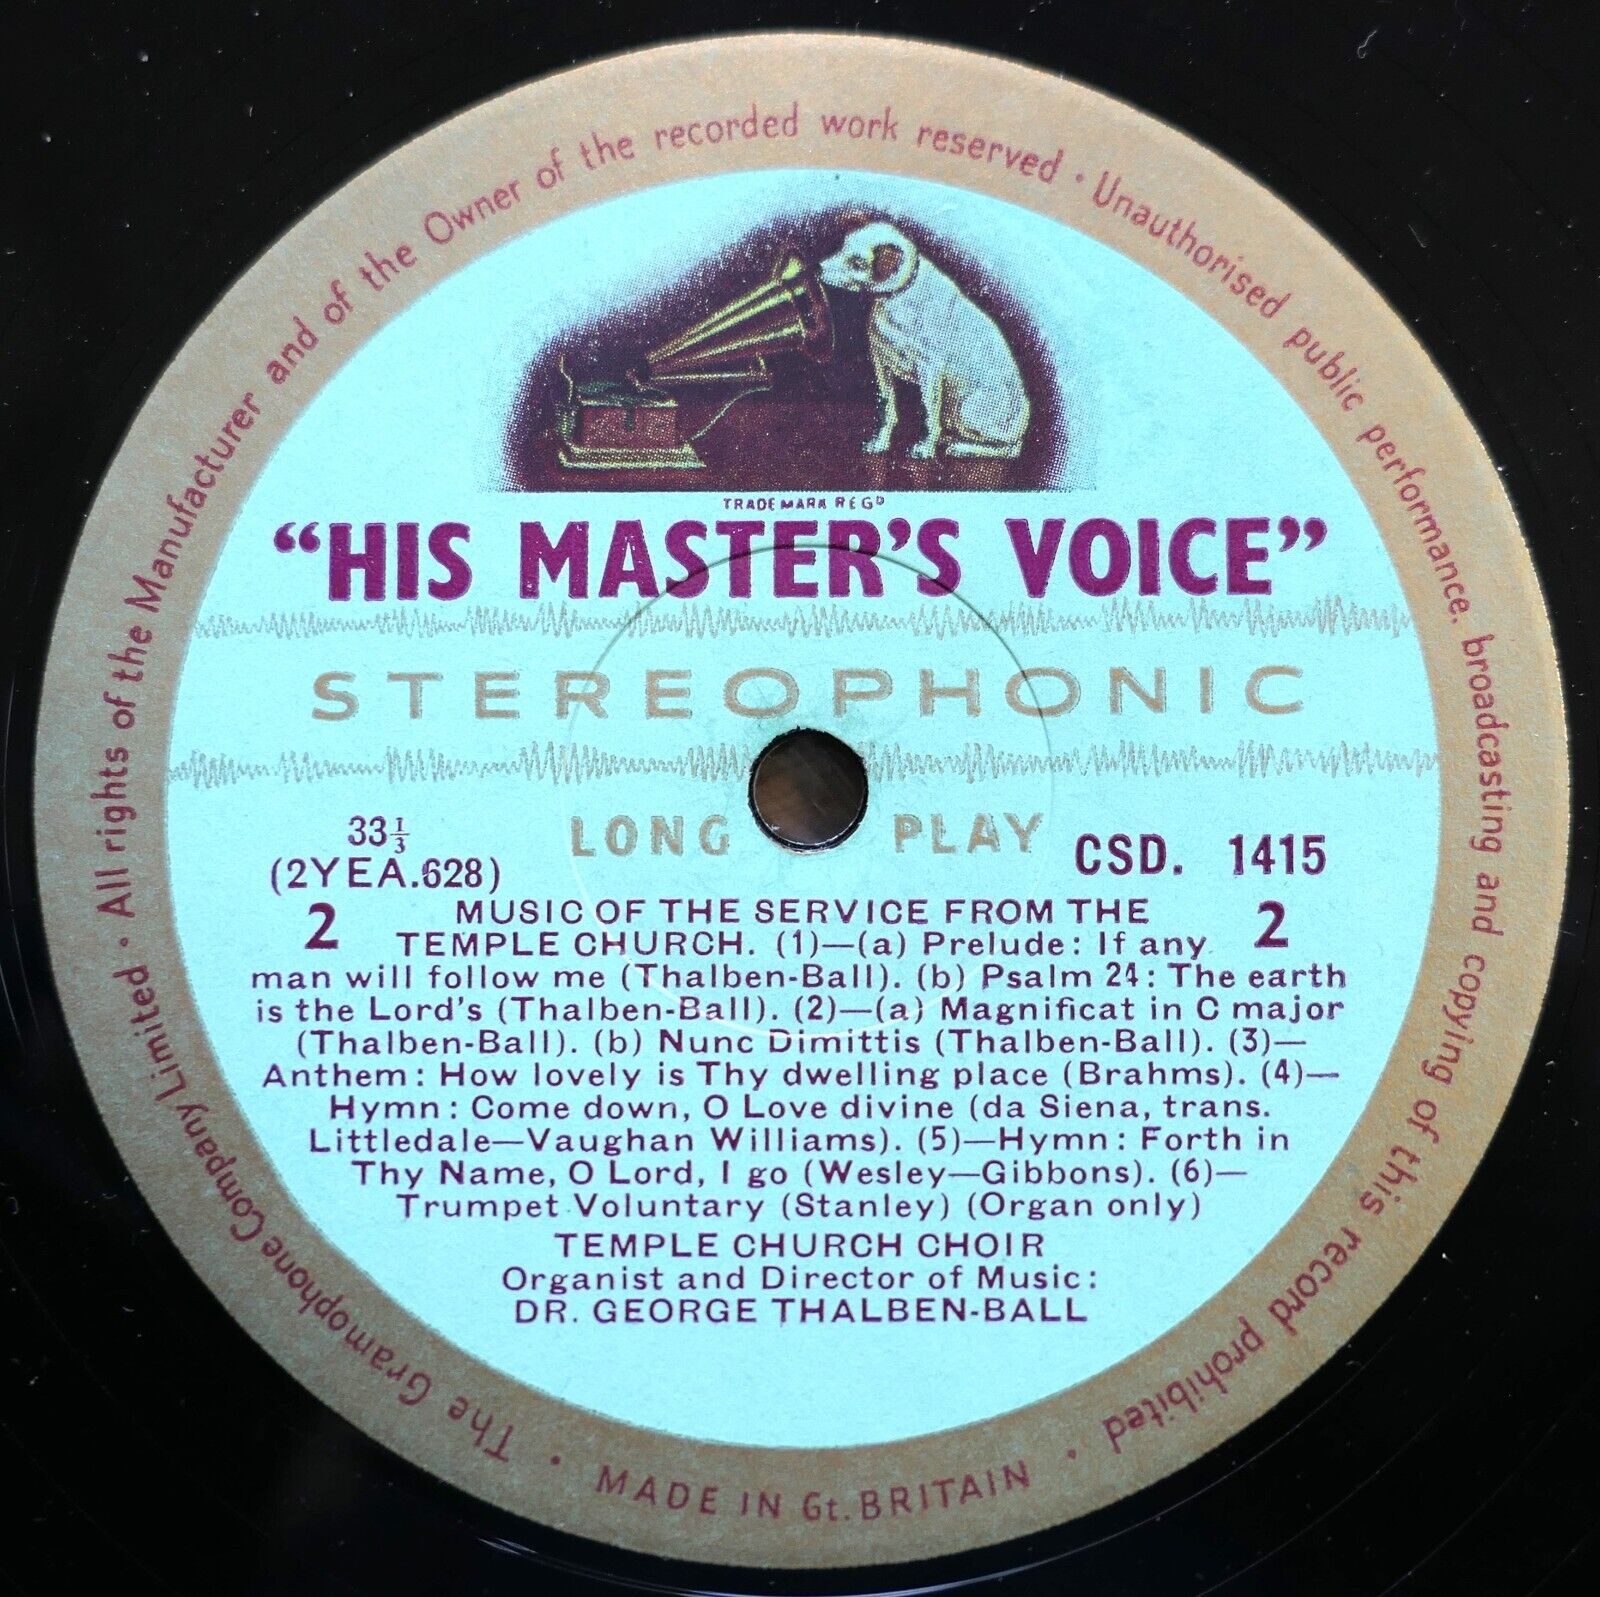 All rights of the Manufacturer and of the Owner of the recorded work reserved · Unauthorised public performance, broadcasting and copying of this record prohibited ·
TRADE MARK REGD
“HIS MASTER’S VOICE”
STEREOPHONIC
LONG PLAY
33⅓
(2YEA.628)
CSD. 1415
2
2
MUSIC OF THE SERVICE FROM THE
TEMPLE CHURCH. (1)—(a) Prelude: If any
man will follow me (Thalben-Ball). (b) Psalm 24: The earth
is the Lord's (Thalben-Ball). (2)—(a) Magnificat in C major
(Thalben-Ball). (b) Nunc Dimittis (Thalben-Ball). (3)—
Anthem: How lovely is Thy dwelling place (Brahms). (4)—
Hymn: Come down, O Love divine (da Siena, trans.
Littledale—Vaughan Williams). (5)—Hymn: Forth in
Thy Name, O Lord, I go (Wesley—Gibbons). (6)—
Trumpet Voluntary (Stanley) (Organ only)
TEMPLE CHURCH CHOIR
Organist and Director of Music:
DR. GEORGE THALBEN-BALL
The Gramophone Company Limited ·
· MADE IN Gt. BRITAIN